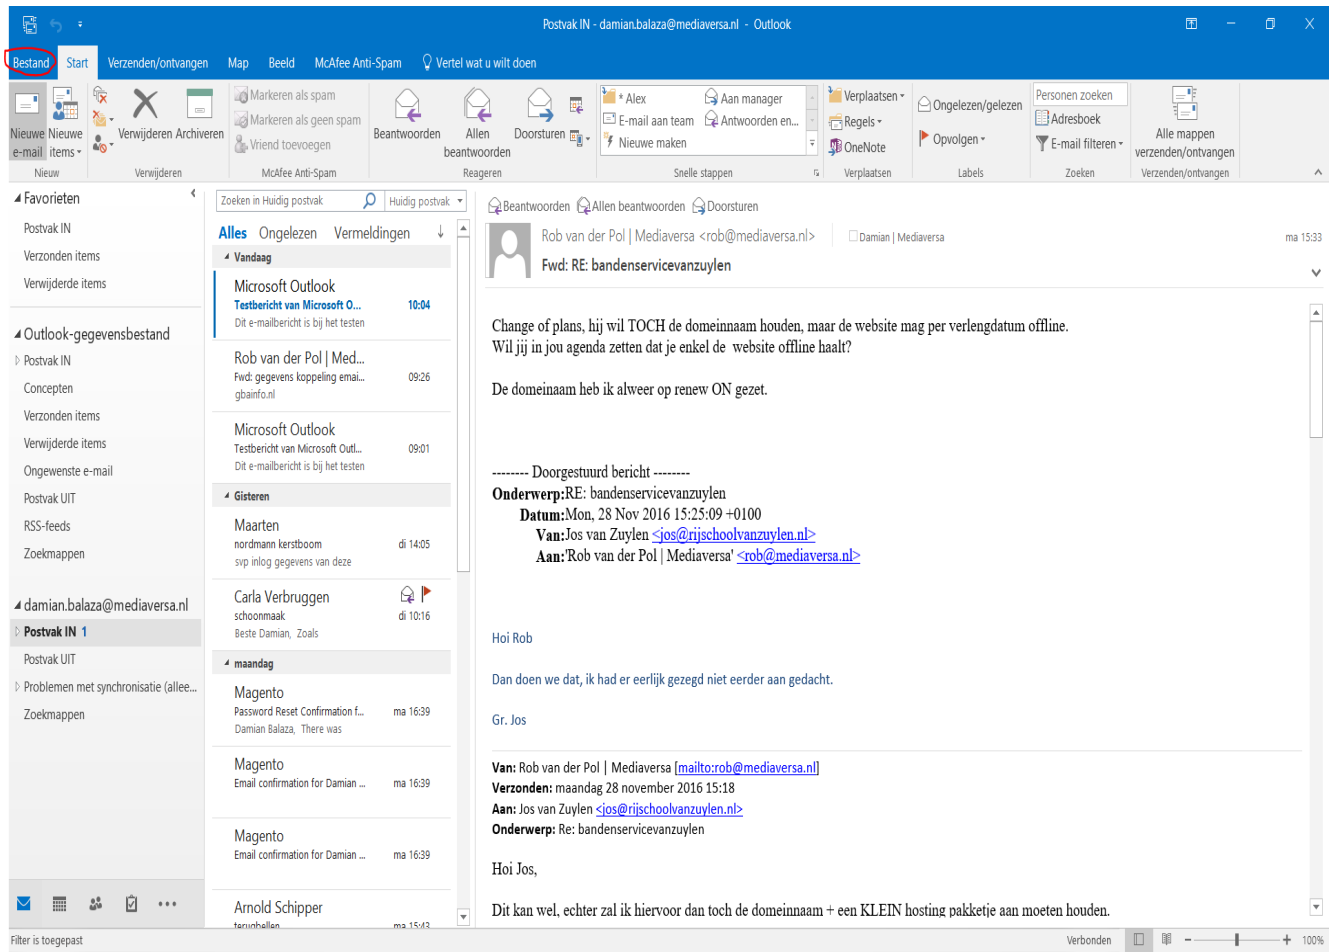 Postvak IN - damian.balaza@mediaversa.nl - Outlook
Bestand Start Verzenden/ontvangen Map Beeld McAfee Anti-Spam Vertel wat u wilt doen
Nieuwe e-mail
Nieuwe items
Nieuw
Verwijderen
Archiveren
Verwijderen
Markeren als spam
Markeren als geen spam
Vriend toevoegen
McAfee Anti-Spam
Beantwoorden
Allen beantwoorden
Doorsturen
Reageren
* Alex
E-mail aan team
Nieuwe maken
Aan manager
Antwoorden en...
Snelle stappen
Verplaatsen
Regels
OneNote
Verplaatsen
Ongelezen/gelezen
Opvolgen
Labels
Personen zoeken
Adresboek
E-mail filteren
Zoeken
Alle mappen
verzenden/ontvangen
Verzenden/ontvangen
Favorieten
Postvak IN
Verzonden items
Verwijderde items
Outlook-gegevensbestand
Postvak IN
Concepten
Verzonden items
Verwijderde items
Ongewenste e-mail
Postvak UIT
RSS-feeds
Zoekmappen
damian.balaza@mediaversa.nl
Postvak IN 1
Postvak UIT
Problemen met synchronisatie (allee...
Zoekmappen
Zoeken in Huidig postvak Huidig postvak
Alles Ongelezen Vermeldingen
Vandaag
Microsoft Outlook
Testbericht van Microsoft O... 10:04
Dit e-mailbericht is bij het testen
Rob van der Pol | Med...
Fwd: gegevens koppeling emai... 09:26
gbainfo.nl
Microsoft Outlook
Testbericht van Microsoft Outl... 09:01
Dit e-mailbericht is bij het testen
Gisteren
Maarten
nordmann kerstboom di 14:05
svp inlog gegevens van deze
Carla Verbruggen
schoonmaak di 10:16
Beste Damian, Zoals
maandag
Magento
Password Reset Confirmation f... ma 16:39
Damian Balaza, There was
Magento
Email confirmation for Damian ... ma 16:39
Magento
Email confirmation for Damian ... ma 16:39
Arnold Schipper
terugbellen ma 15:43
Beantwoorden Allen beantwoorden Doorsturen
Rob van der Pol | Mediaversa <rob@mediaversa.nl> Damian | Mediaversa ma 15:33
Fwd: RE: bandenservicevanzuylen
Change of plans, hij wil TOCH de domeinnaam houden, maar de website mag per verlengdatum offline.
Wil jij in jou agenda zetten dat je enkel de website offline haalt?
De domeinaam heb ik alweer op renew ON gezet.
-------- Doorgestuurd bericht --------
Onderwerp:RE: bandenservicevanzuylen
Datum:Mon, 28 Nov 2016 15:25:09 +0100
Van:Jos van Zuylen <jos@rijschoolvanzuylen.nl>
Aan:'Rob van der Pol | Mediaversa' <rob@mediaversa.nl>
Hoi Rob
Dan doen we dat, ik had er eerlijk gezegd niet eerder aan gedacht.
Gr. Jos
Van: Rob van der Pol | Mediaversa [mailto:rob@mediaversa.nl]
Verzonden: maandag 28 november 2016 15:18
Aan: Jos van Zuylen <jos@rijschoolvanzuylen.nl>
Onderwerp: Re: bandenservicevanzuylen
Hoi Jos,
Dit kan wel, echter zal ik hiervoor dan toch de domeinnaam + een KLEIN hosting pakketje aan moeten houden.
Filter is toegepast Verbonden 100%